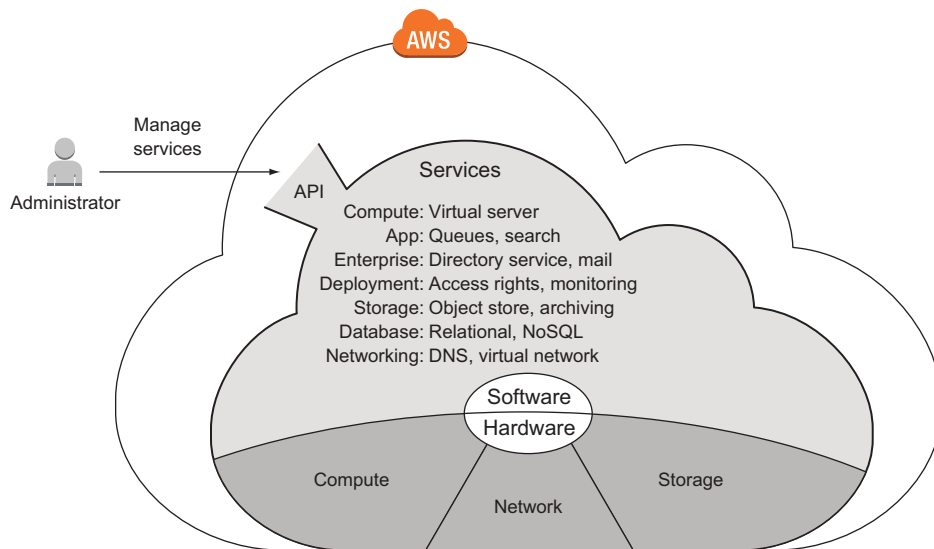 AWS
Manage
services
Administrator
API
Services
Compute: Virtual server
App: Queues, search
Enterprise: Directory service, mail
Deployment: Access rights, monitoring
Storage: Object store, archiving
Database: Relational, NoSQL
Networking: DNS, virtual network
Software
Hardware
Compute
Network
Storage